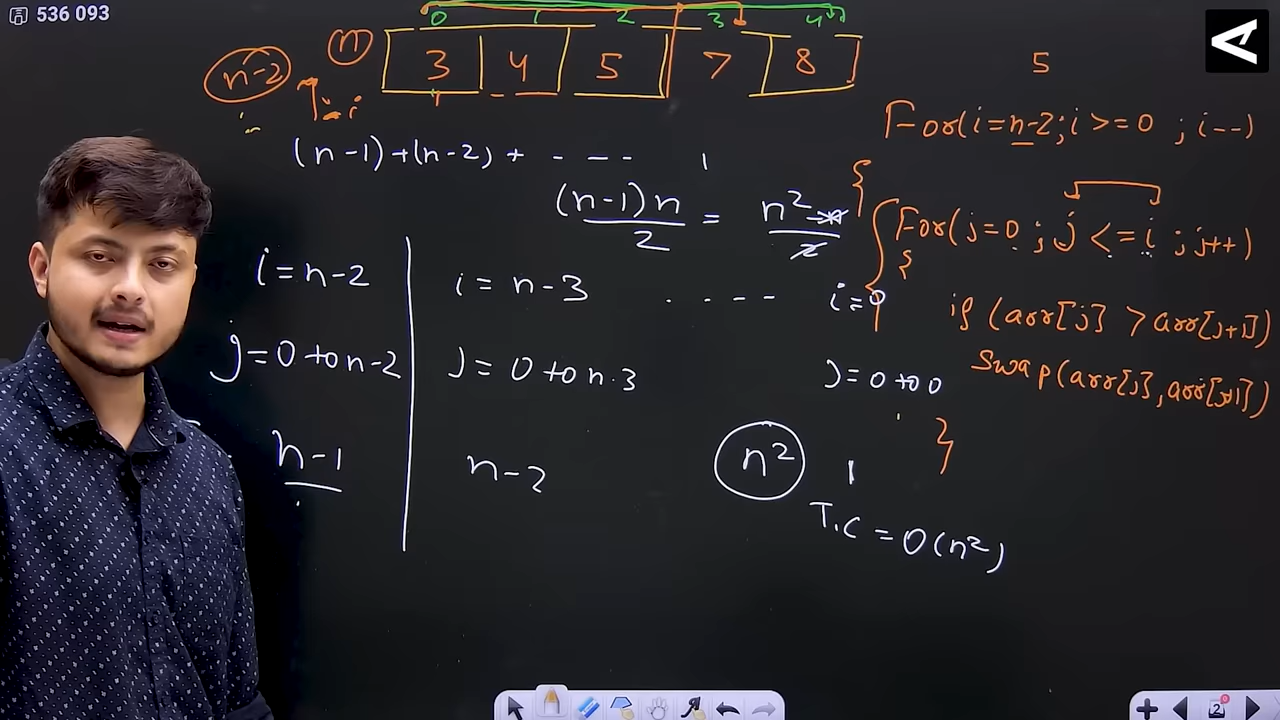 536 093
0 1 2 3 4
n-2 n 3 4 5 7 8 5
i
For(i=n-2;i >=0 ; i--)
(n-1)+(n-2) + - - - - 1
{
(n-1)n / 2 = n² - n / 2
For(j=0 ; j <= i ; j++)
{
i = n-2 i = n-3 . . - - - i=0
if (arr[j] > arr[j+1])
j=0 to n-2 j = 0 to n-3 j = 0 to 0
Swap(arr[j], arr[j+1])
}
n-1 n-2 n² 1
T.C = O(n²)
2